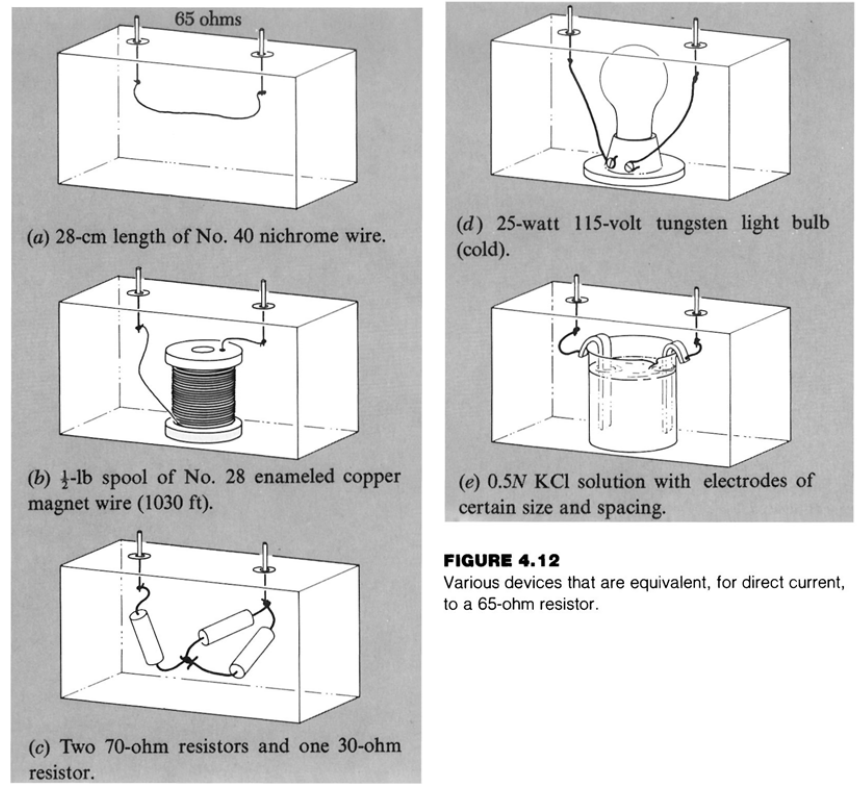 65 ohms
(a) 28-cm length of No. 40 nichrome wire.
(b) ½-lb spool of No. 28 enameled copper
magnet wire (1030 ft).
(c) Two 70-ohm resistors and one 30-ohm
resistor.
(d) 25-watt 115-volt tungsten light bulb
(cold).
(e) 0.5N KCl solution with electrodes of
certain size and spacing.
FIGURE 4.12
Various devices that are equivalent, for direct current,
to a 65-ohm resistor.